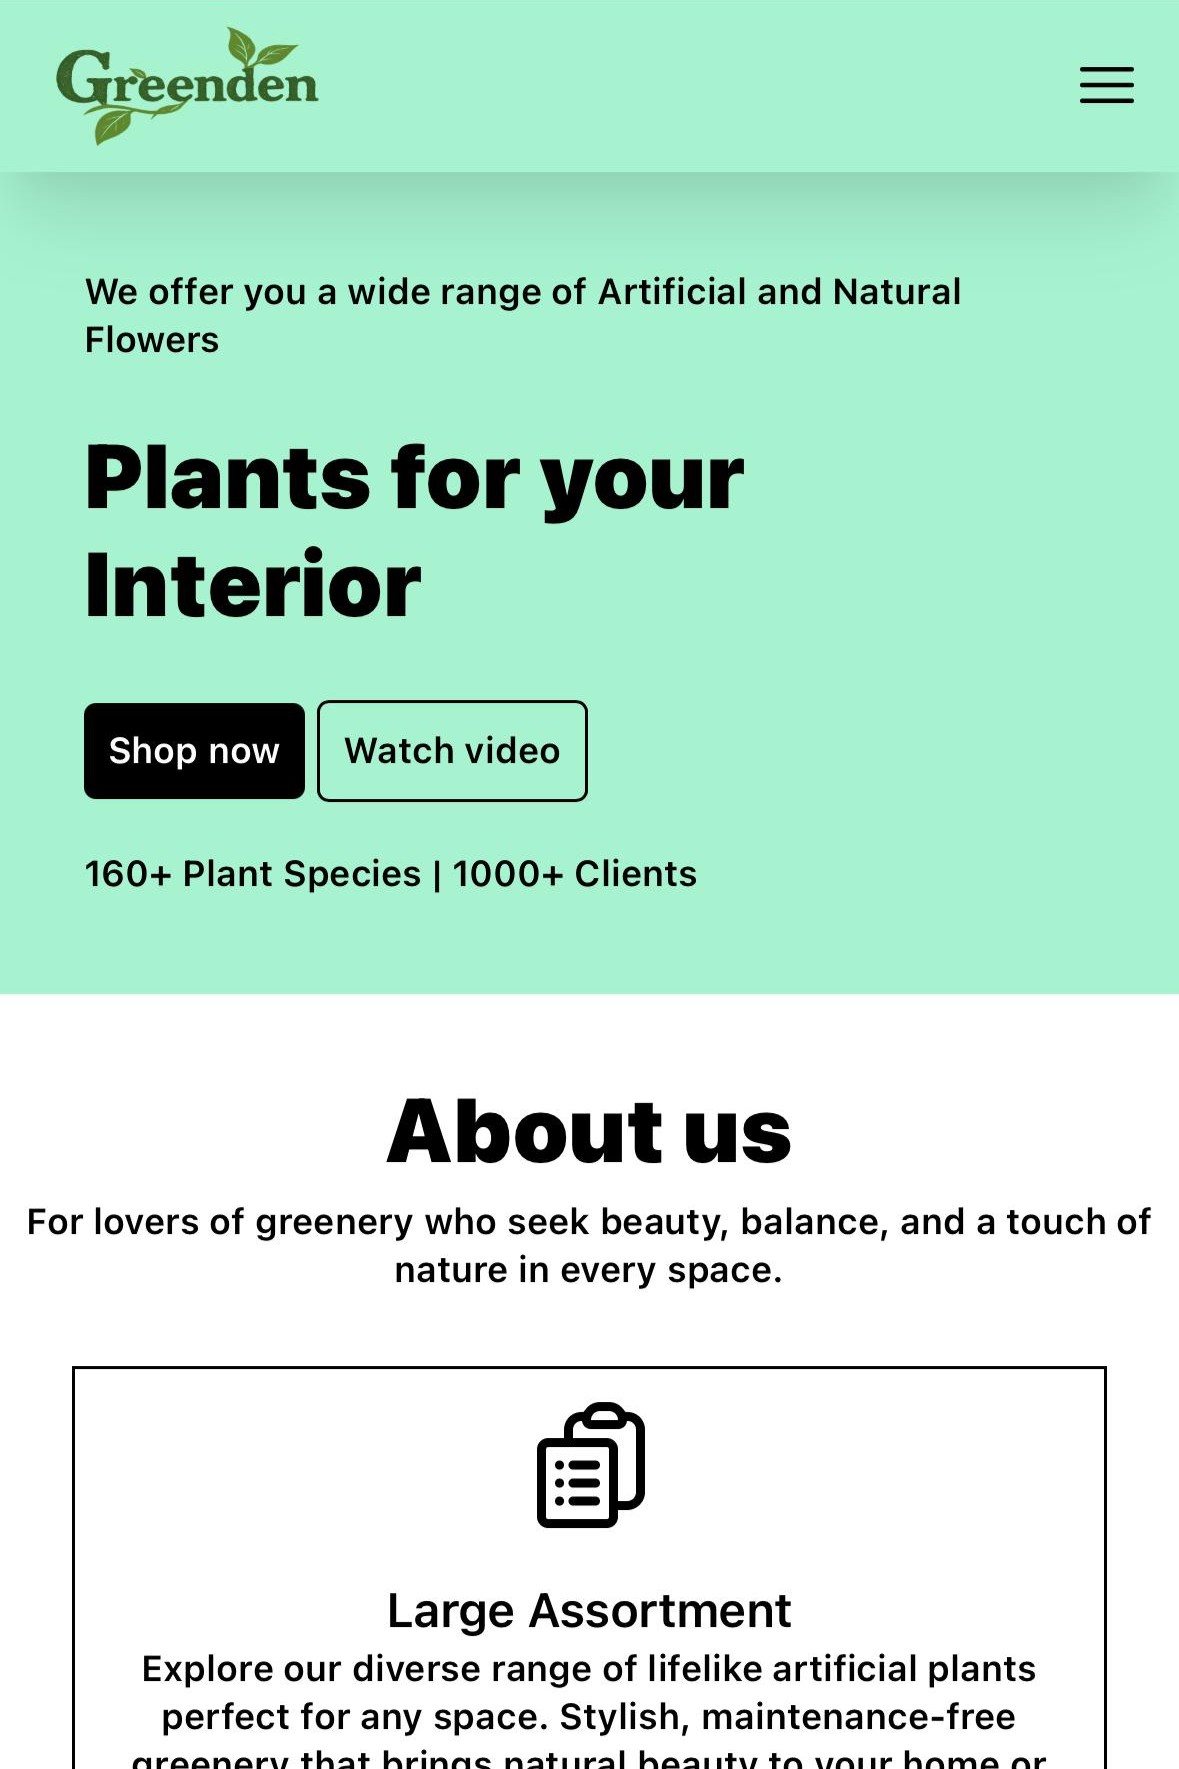 Greenden
We offer you a wide range of Artificial and Natural
Flowers
Plants for your
Interior
Shop now
Watch video
160+ Plant Species | 1000+ Clients
About us
For lovers of greenery who seek beauty, balance, and a touch of
nature in every space.
Large Assortment
Explore our diverse range of lifelike artificial plants
perfect for any space. Stylish, maintenance-free
greenery that brings natural beauty to your home or